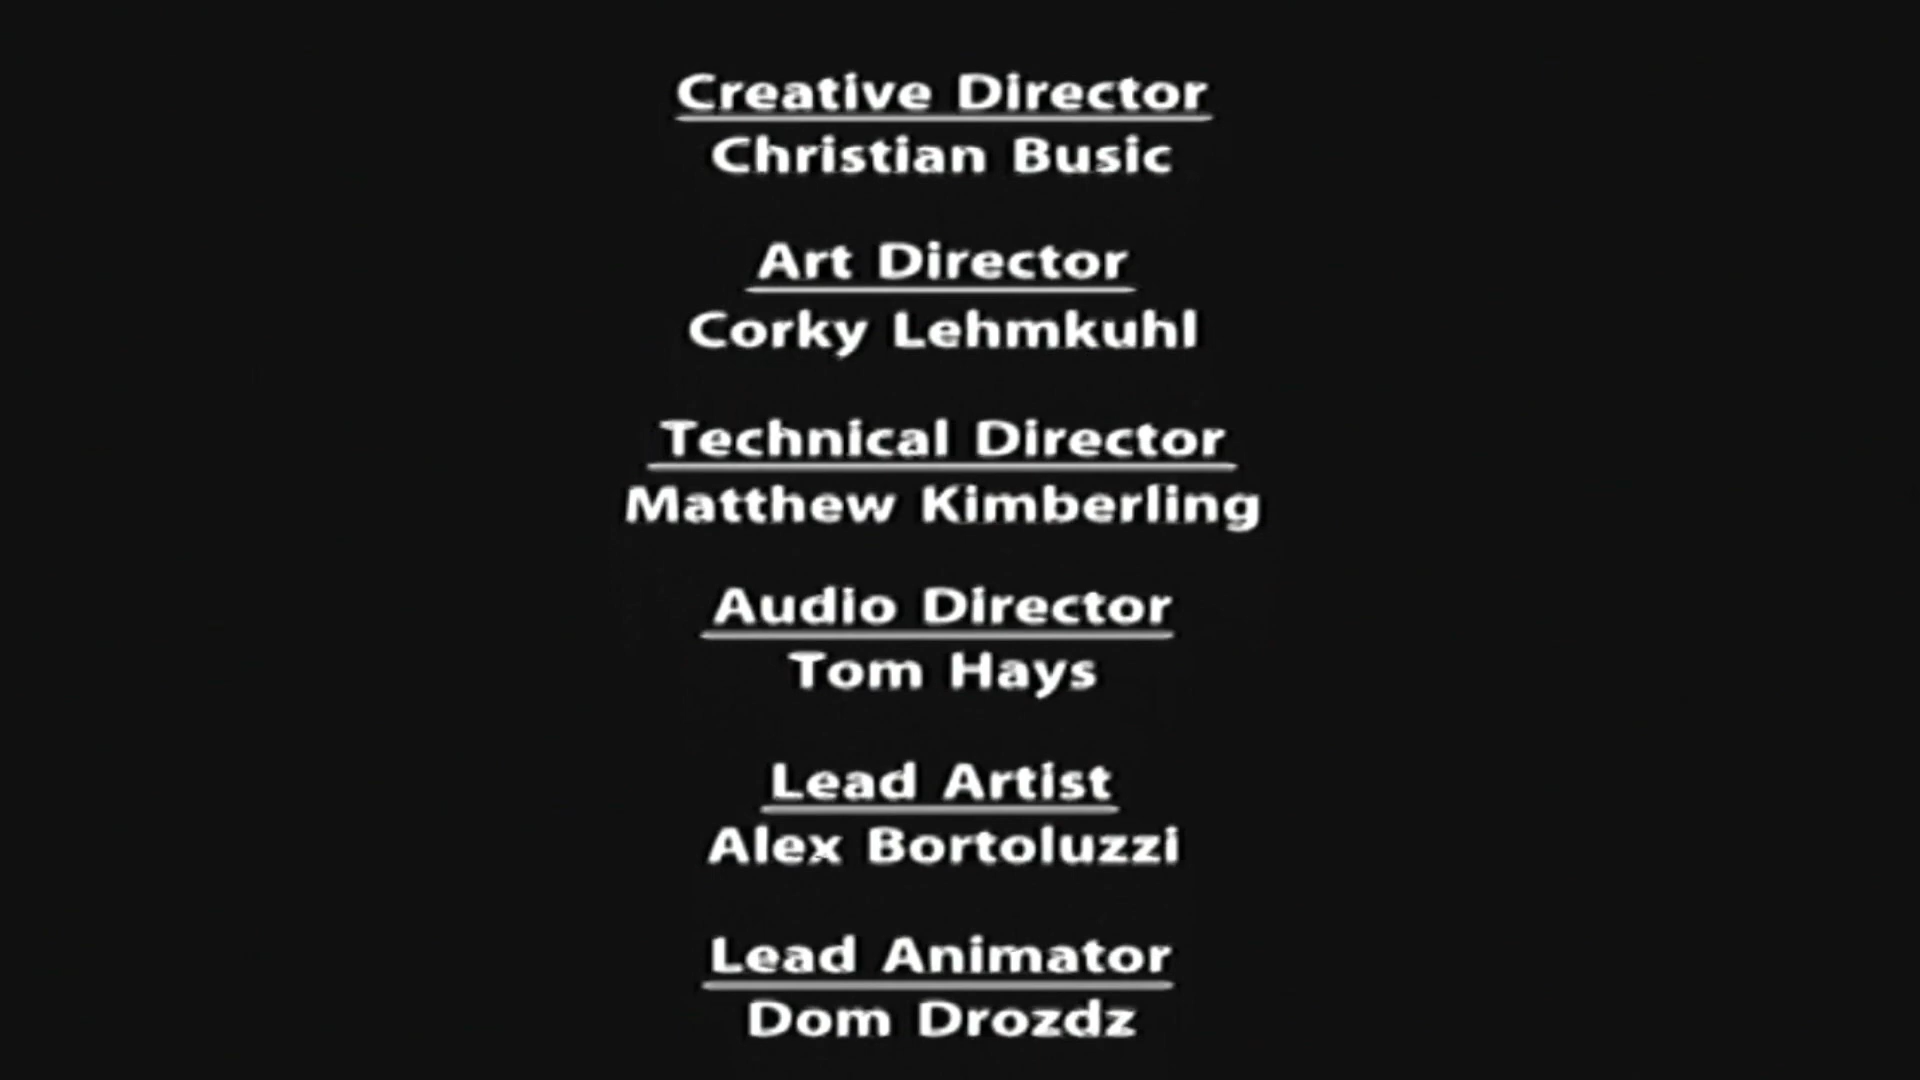 Creative Director
Christian Busic
Art Director
Corky Lehmkuhl
Technical Director
Matthew Kimberling
Audio Director
Tom Hays
Lead Artist
Alex Bortoluzzi
Lead Animator
Dom Drozdz